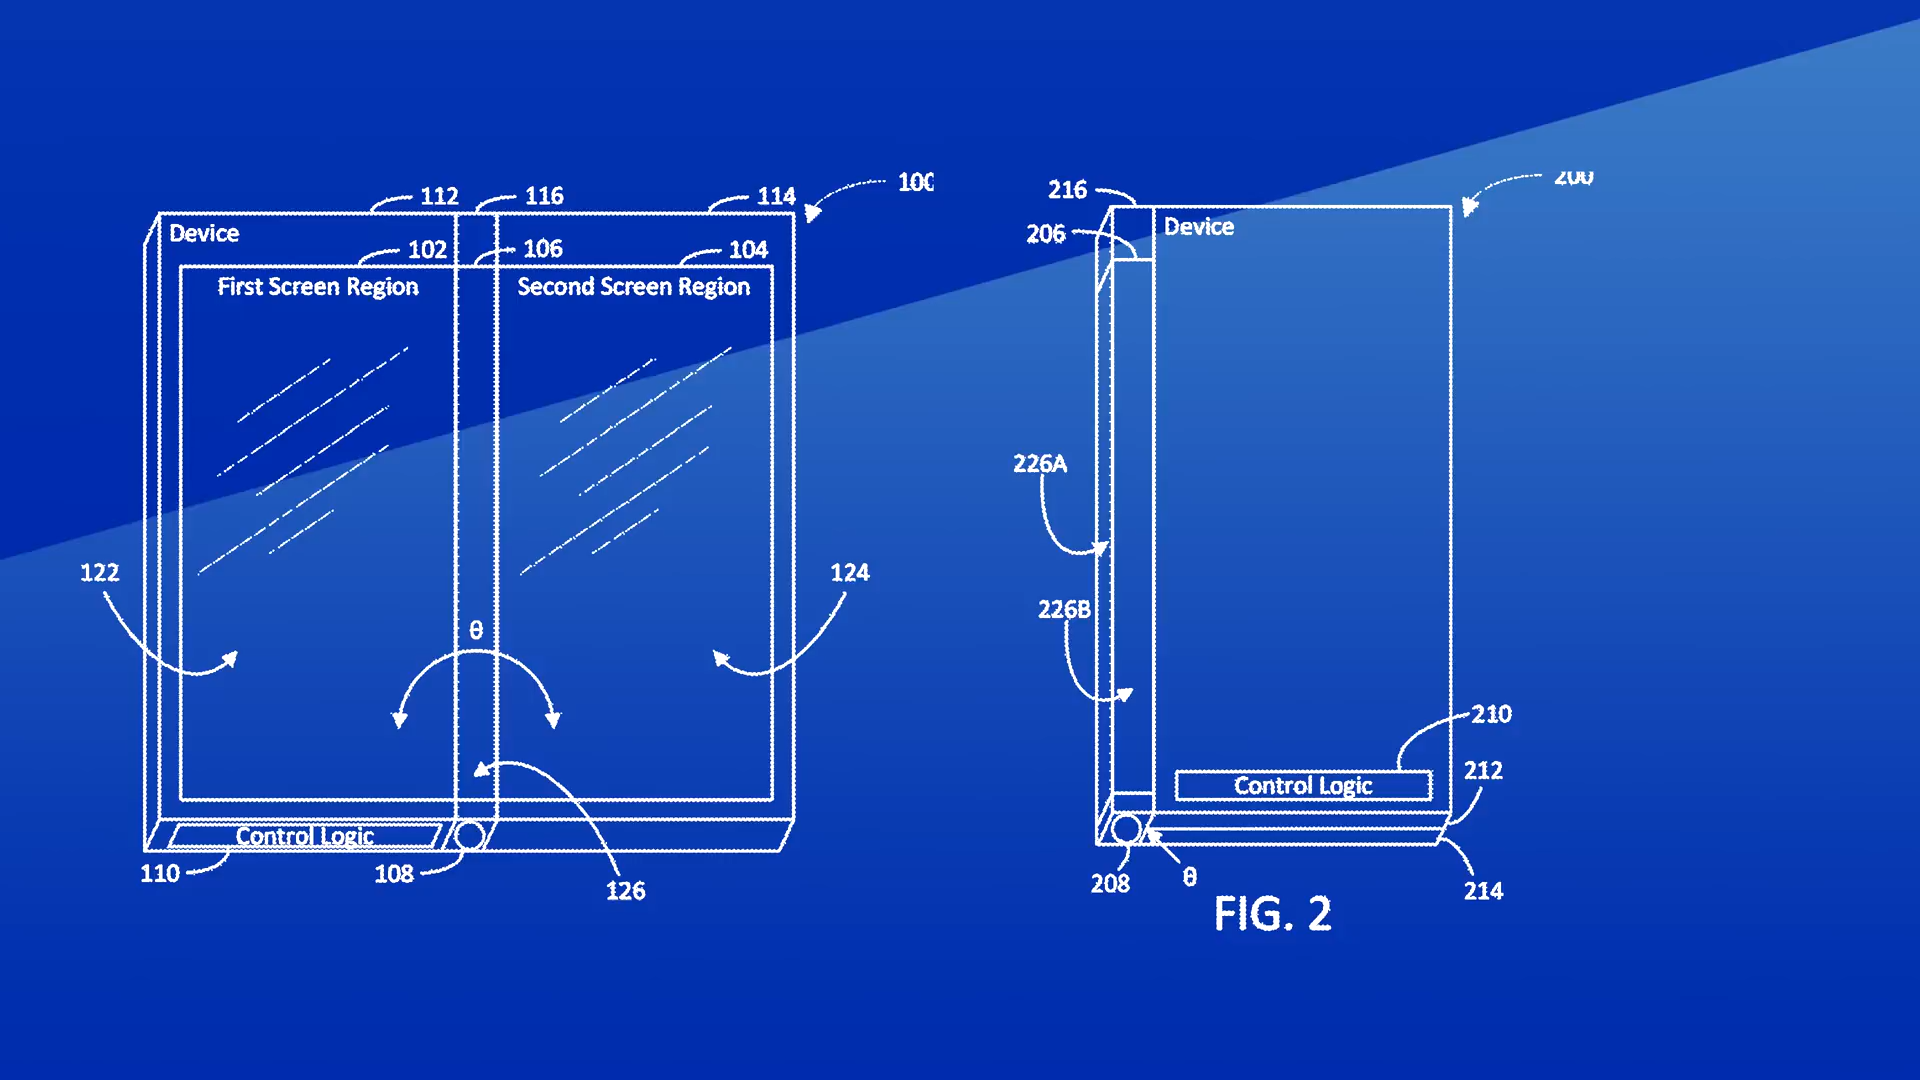 112 116 114 100
Device
102 106 104
First Screen Region Second Screen Region
122 124
θ
Control Logic
110 108 126
216 200
206 Device
226A
226B
210
Control Logic 212
208 θ 214
FIG. 2